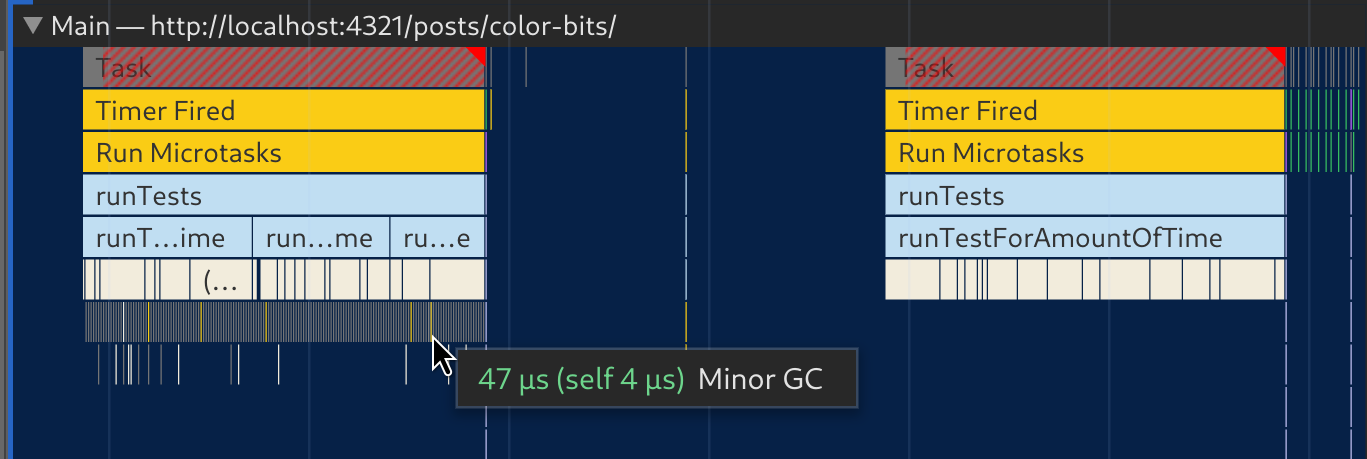 ▼ Main — http://localhost:4321/posts/color-bits/
Task
Task
Timer Fired
Timer Fired
Run Microtasks
Run Microtasks
runTests
runTests
runT…ime
run…me
ru…e
runTestForAmountOfTime
(…
47 μs (self 4 μs) Minor GC